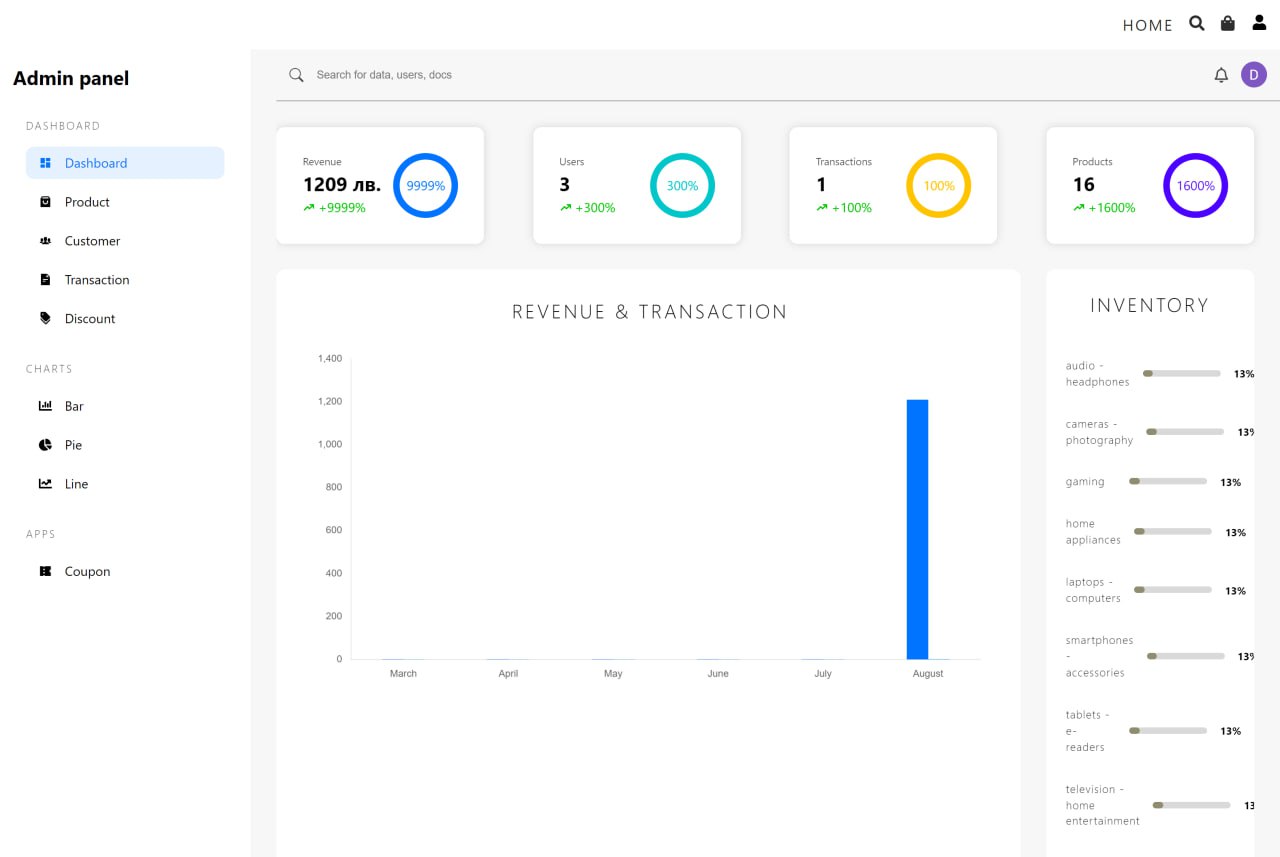 HOME
Admin panel
DASHBOARD
Dashboard
Product
Customer
Transaction
Discount
CHARTS
Bar
Pie
Line
APPS
Coupon
Search for data, users, docs
D
Revenue
1209 лв.
+9999%
9999%
Users
3
+300%
300%
Transactions
1
+100%
100%
Products
16
+1600%
1600%
REVENUE & TRANSACTION
1,400
1,200
1,000
800
600
400
200
0
March April May June July August
INVENTORY
audio -
headphones
13%
cameras -
photography
13%
gaming
13%
home
appliances
13%
laptops -
computers
13%
smartphones
-
accessories
13%
tablets -
e-
readers
13%
television -
home
entertainment
13